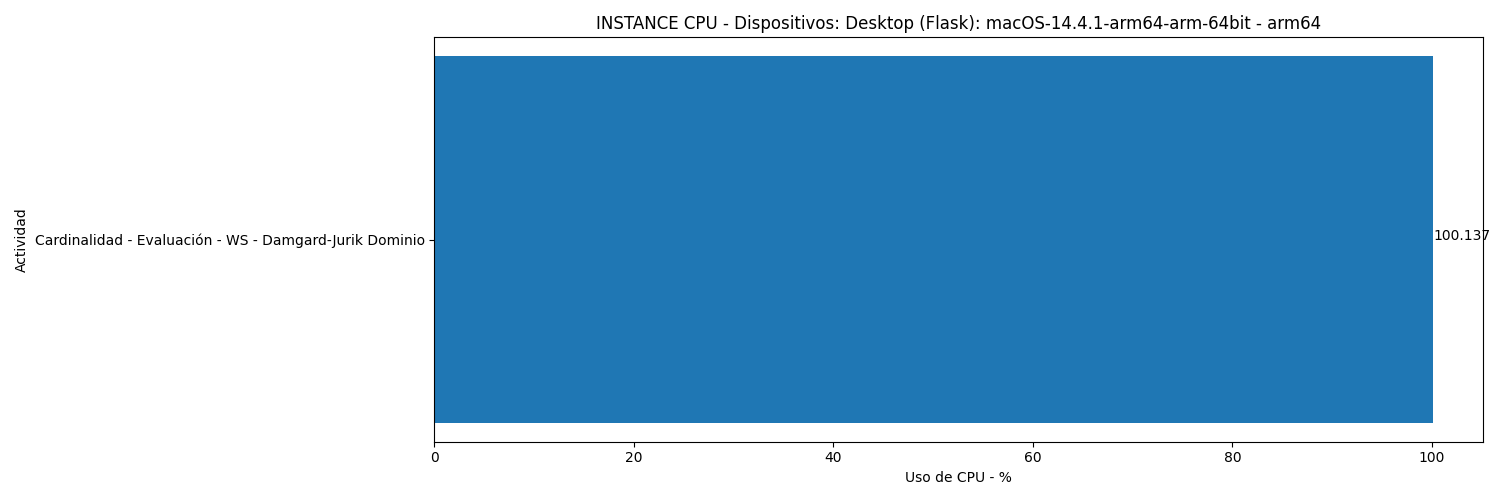 INSTANCE CPU - Dispositivos: Desktop (Flask): macOS-14.4.1-arm64-arm-64bit - arm64
Actividad
Cardinalidad - Evaluación - WS - Damgard-Jurik Dominio
100.137
0 20 40 60 80 100
Uso de CPU - %